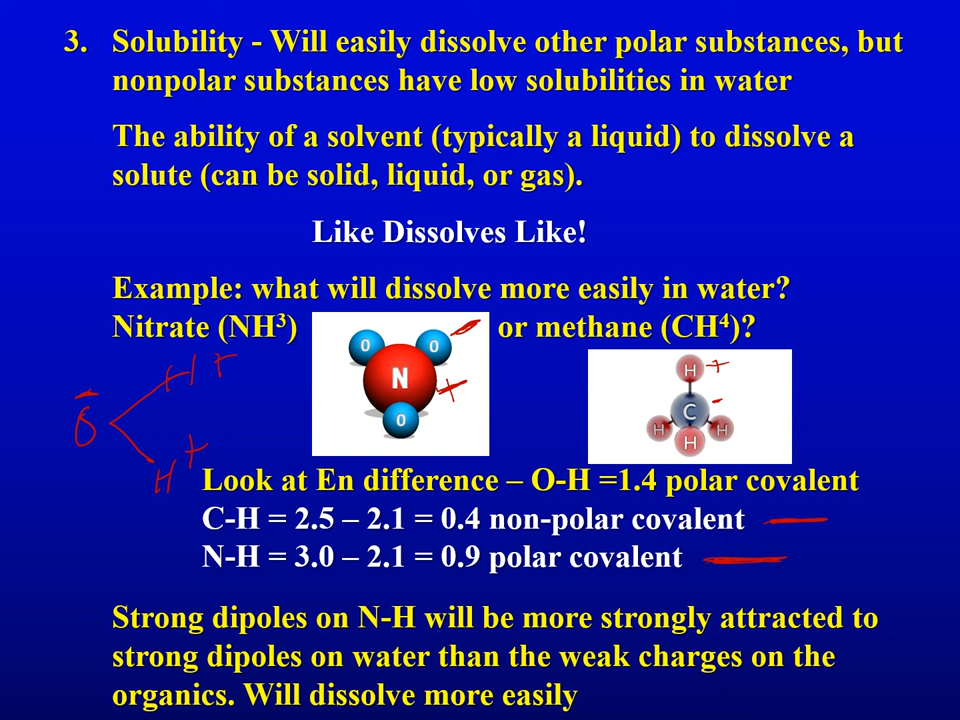 3. Solubility - Will easily dissolve other polar substances, but
nonpolar substances have low solubilities in water
The ability of a solvent (typically a liquid) to dissolve a
solute (can be solid, liquid, or gas).
Like Dissolves Like!
Example: what will dissolve more easily in water?
Nitrate (NH³) or methane (CH⁴)?
O O
N
O
H +
C -
H H
H
- O
H +
H +
+
-
Look at En difference – O-H =1.4 polar covalent
C-H = 2.5 – 2.1 = 0.4 non-polar covalent
N-H = 3.0 – 2.1 = 0.9 polar covalent
Strong dipoles on N-H will be more strongly attracted to
strong dipoles on water than the weak charges on the
organics. Will dissolve more easily